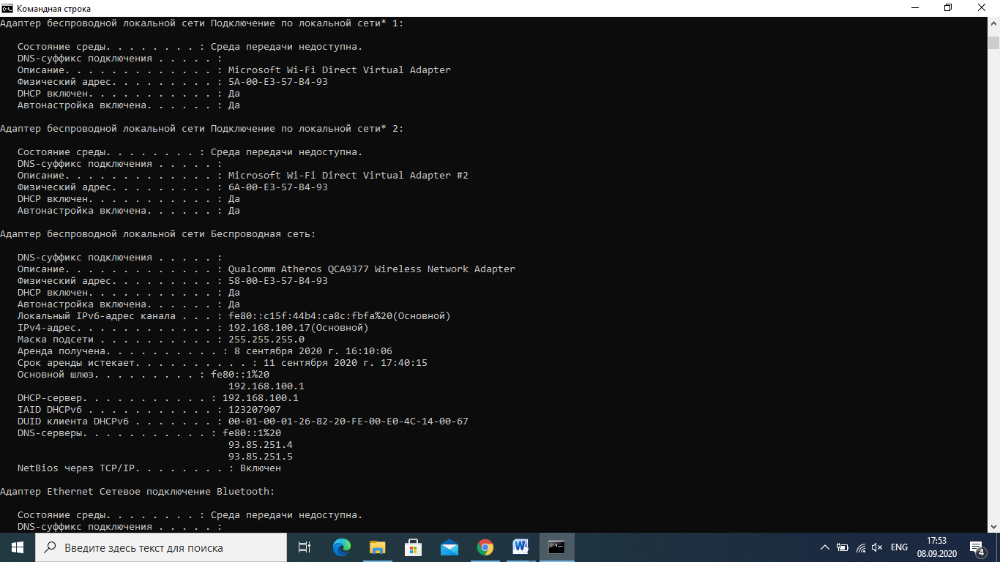 Командная строка
Адаптер беспроводной локальной сети Подключение по локальной сети* 1:
Состояние среды. . . . . . . . : Среда передачи недоступна.
DNS-суффикс подключения . . . . . :
Описание. . . . . . . . . . . . . : Microsoft Wi-Fi Direct Virtual Adapter
Физический адрес. . . . . . . . . : 5A-00-E3-57-B4-93
DHCP включен. . . . . . . . . . . : Да
Автонастройка включена. . . . . . : Да
Адаптер беспроводной локальной сети Подключение по локальной сети* 2:
Состояние среды. . . . . . . . : Среда передачи недоступна.
DNS-суффикс подключения . . . . . :
Описание. . . . . . . . . . . . . : Microsoft Wi-Fi Direct Virtual Adapter #2
Физический адрес. . . . . . . . . : 6A-00-E3-57-B4-93
DHCP включен. . . . . . . . . . . : Да
Автонастройка включена. . . . . . : Да
Адаптер беспроводной локальной сети Беспроводная сеть:
DNS-суффикс подключения . . . . . :
Описание. . . . . . . . . . . . . : Qualcomm Atheros QCA9377 Wireless Network Adapter
Физический адрес. . . . . . . . . : 58-00-E3-57-B4-93
DHCP включен. . . . . . . . . . . : Да
Автонастройка включена. . . . . . : Да
Локальный IPv6-адрес канала . . . : fe80::c15f:44b4:ca8c:fbfa%20(Основной)
IPv4-адрес. . . . . . . . . . . . : 192.168.100.17(Основной)
Маска подсети . . . . . . . . . . : 255.255.255.0
Аренда получена. . . . . . . . . . : 8 сентября 2020 г. 16:10:06
Срок аренды истекает. . . . . . . . . . : 11 сентября 2020 г. 17:40:15
Основной шлюз. . . . . . . . . : fe80::1%20
192.168.100.1
DHCP-сервер. . . . . . . . . . . : 192.168.100.1
IAID DHCPv6 . . . . . . . . . . . : 123207907
DUID клиента DHCPv6 . . . . . . . : 00-01-00-01-26-82-20-FE-00-E0-4C-14-00-67
DNS-серверы. . . . . . . . . . . : fe80::1%20
93.85.251.4
93.85.251.5
NetBios через TCP/IP. . . . . . . . : Включен
Адаптер Ethernet Сетевое подключение Bluetooth:
Состояние среды. . . . . . . . : Среда передачи недоступна.
DNS-суффикс подключения . . . . . :
Введите здесь текст для поиска
ENG
17:53
08.09.2020
4